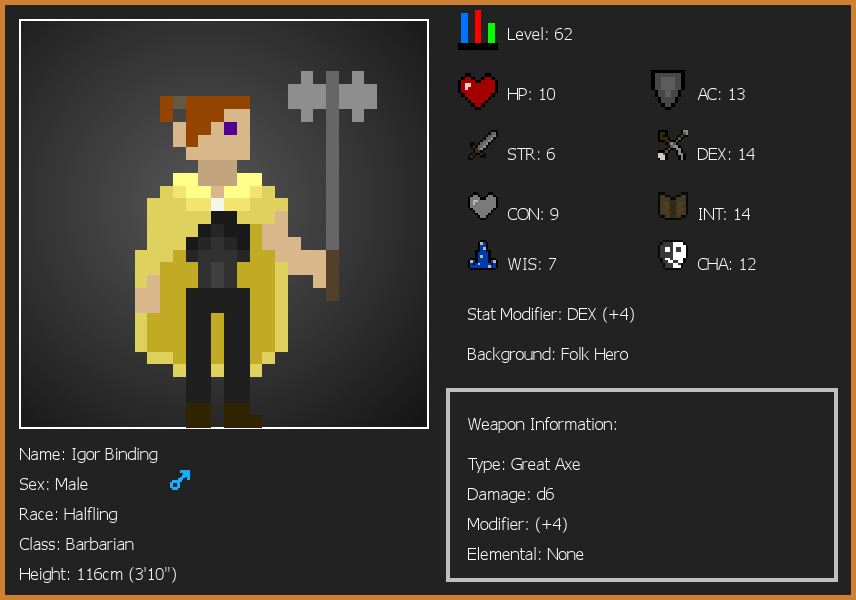 Level: 62
HP: 10
AC: 13
STR: 6
DEX: 14
CON: 9
INT: 14
WIS: 7
CHA: 12
Stat Modifier: DEX (+4)
Background: Folk Hero
Weapon Information:
Type: Great Axe
Damage: d6
Modifier: (+4)
Elemental: None
Name: Igor Binding
Sex: Male
Race: Halfling
Class: Barbarian
Height: 116cm (3'10")